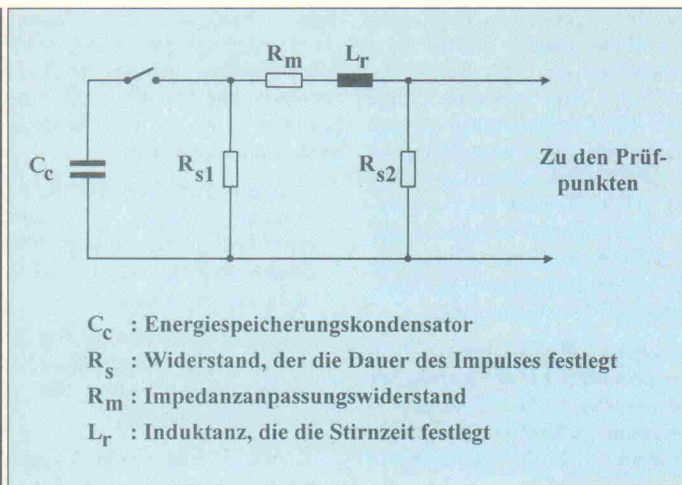 Rm Lr
Cc Rs1 Rs2 Zu den Prüf-
punkten
Cc : Energiespeicherungskondensator
Rs : Widerstand, der die Dauer des Impulses festlegt
Rm : Impedanzanpassungswiderstand
Lr : Induktanz, die die Stirnzeit festlegt